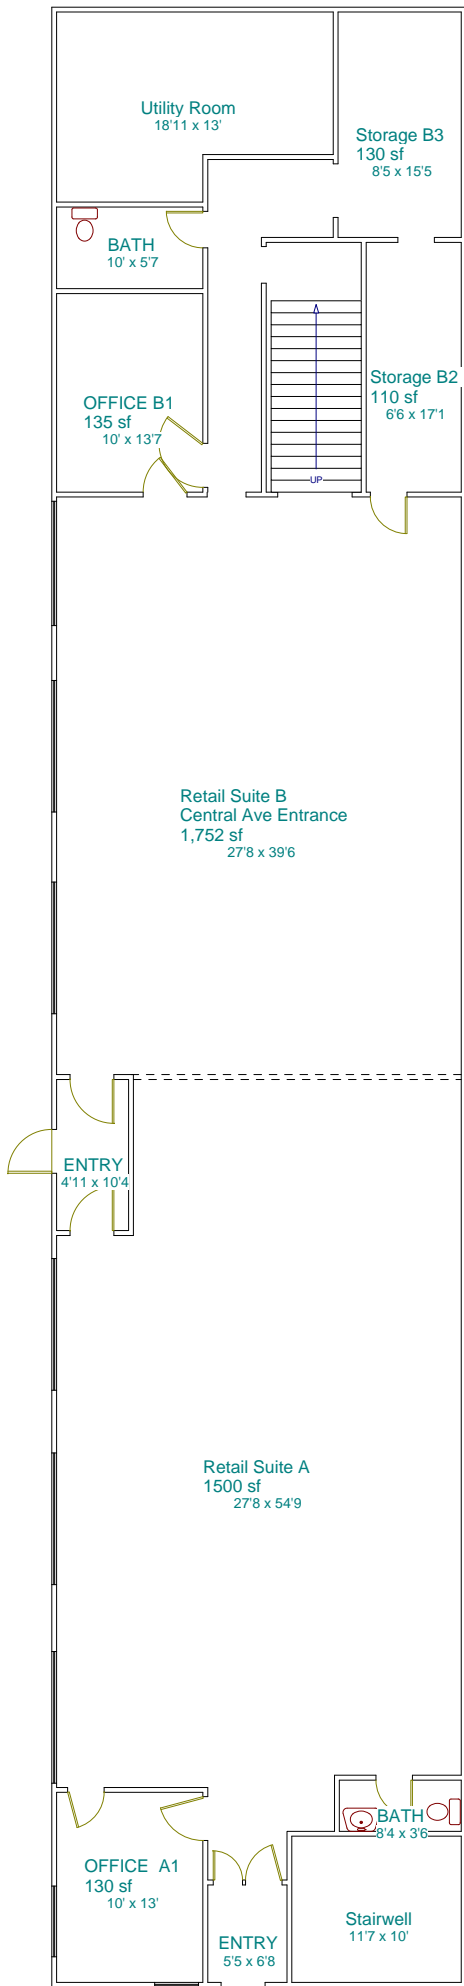 Utility Room
18'11 x 13'
Storage B3
130 sf
8'5 x 15'5
BATH
10' x 5'7
Storage B2
110 sf
6'6 x 17'1
OFFICE B1
135 sf
10' x 13'7
UP
Retail Suite B
Central Ave Entrance
1,752 sf
27'8 x 39'6
ENTRY
4'11 x 10'4
Retail Suite A
1500 sf
27'8 x 54'9
BATH
8'4 x 3'6
OFFICE A1
130 sf
10' x 13'
Stairwell
11'7 x 10'
ENTRY
5'5 x 6'8